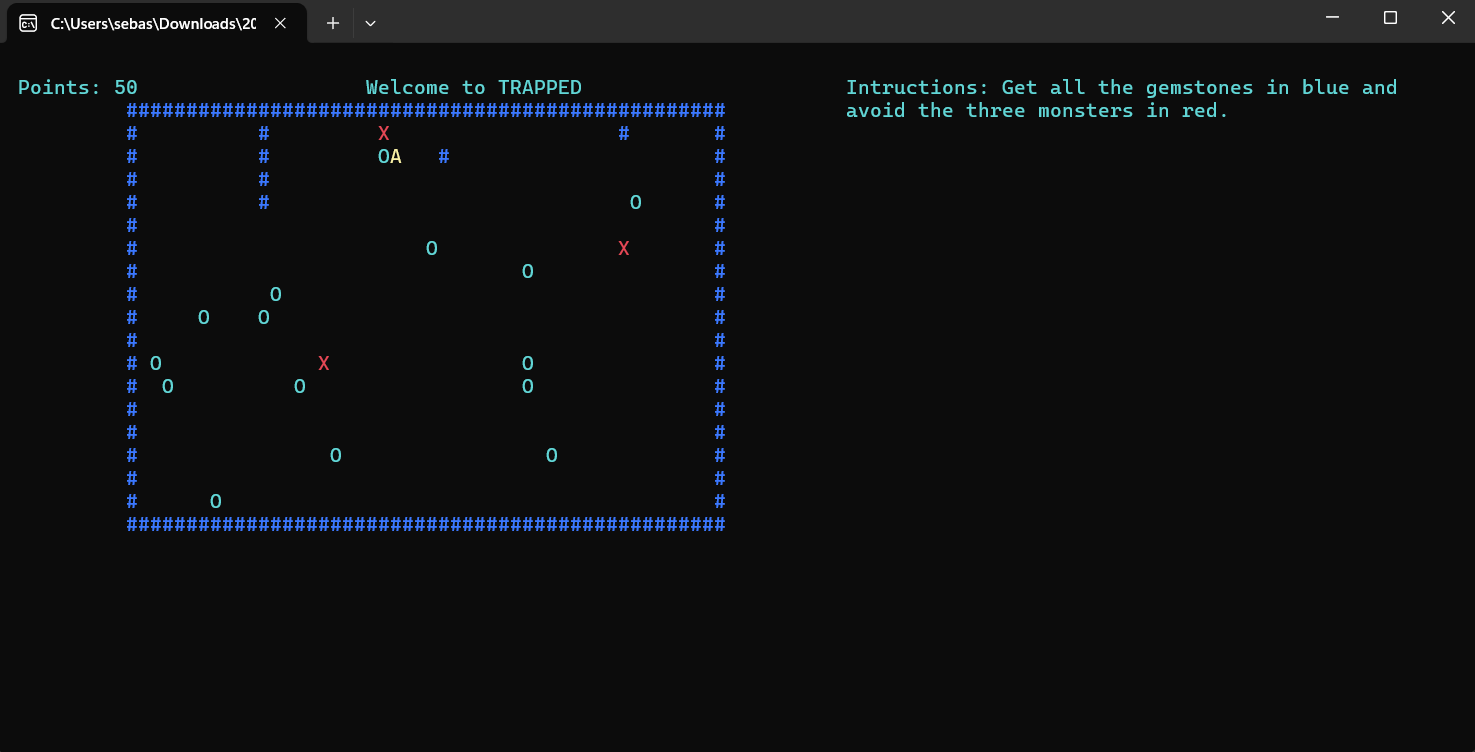 C:\Users\sebas\Downloads\20
Points: 50                   Welcome to TRAPPED                      Intructions: Get all the gemstones in blue and
         ##################################################          avoid the three monsters in red.
         #          #         X                   #       #
         #          #         OA   #                      #
         #          #                                     #
         #          #                              O      #
         #                                                #
         #                        O               X       #
         #                                O               #
         #           O                                    #
         #     O    O                                     #
         #                                                #
         # O             X                O               #
         #  O          O                  O               #
         #                                                #
         #                                                #
         #                O                 O             #
         #                                                #
         #      O                                         #
         ##################################################